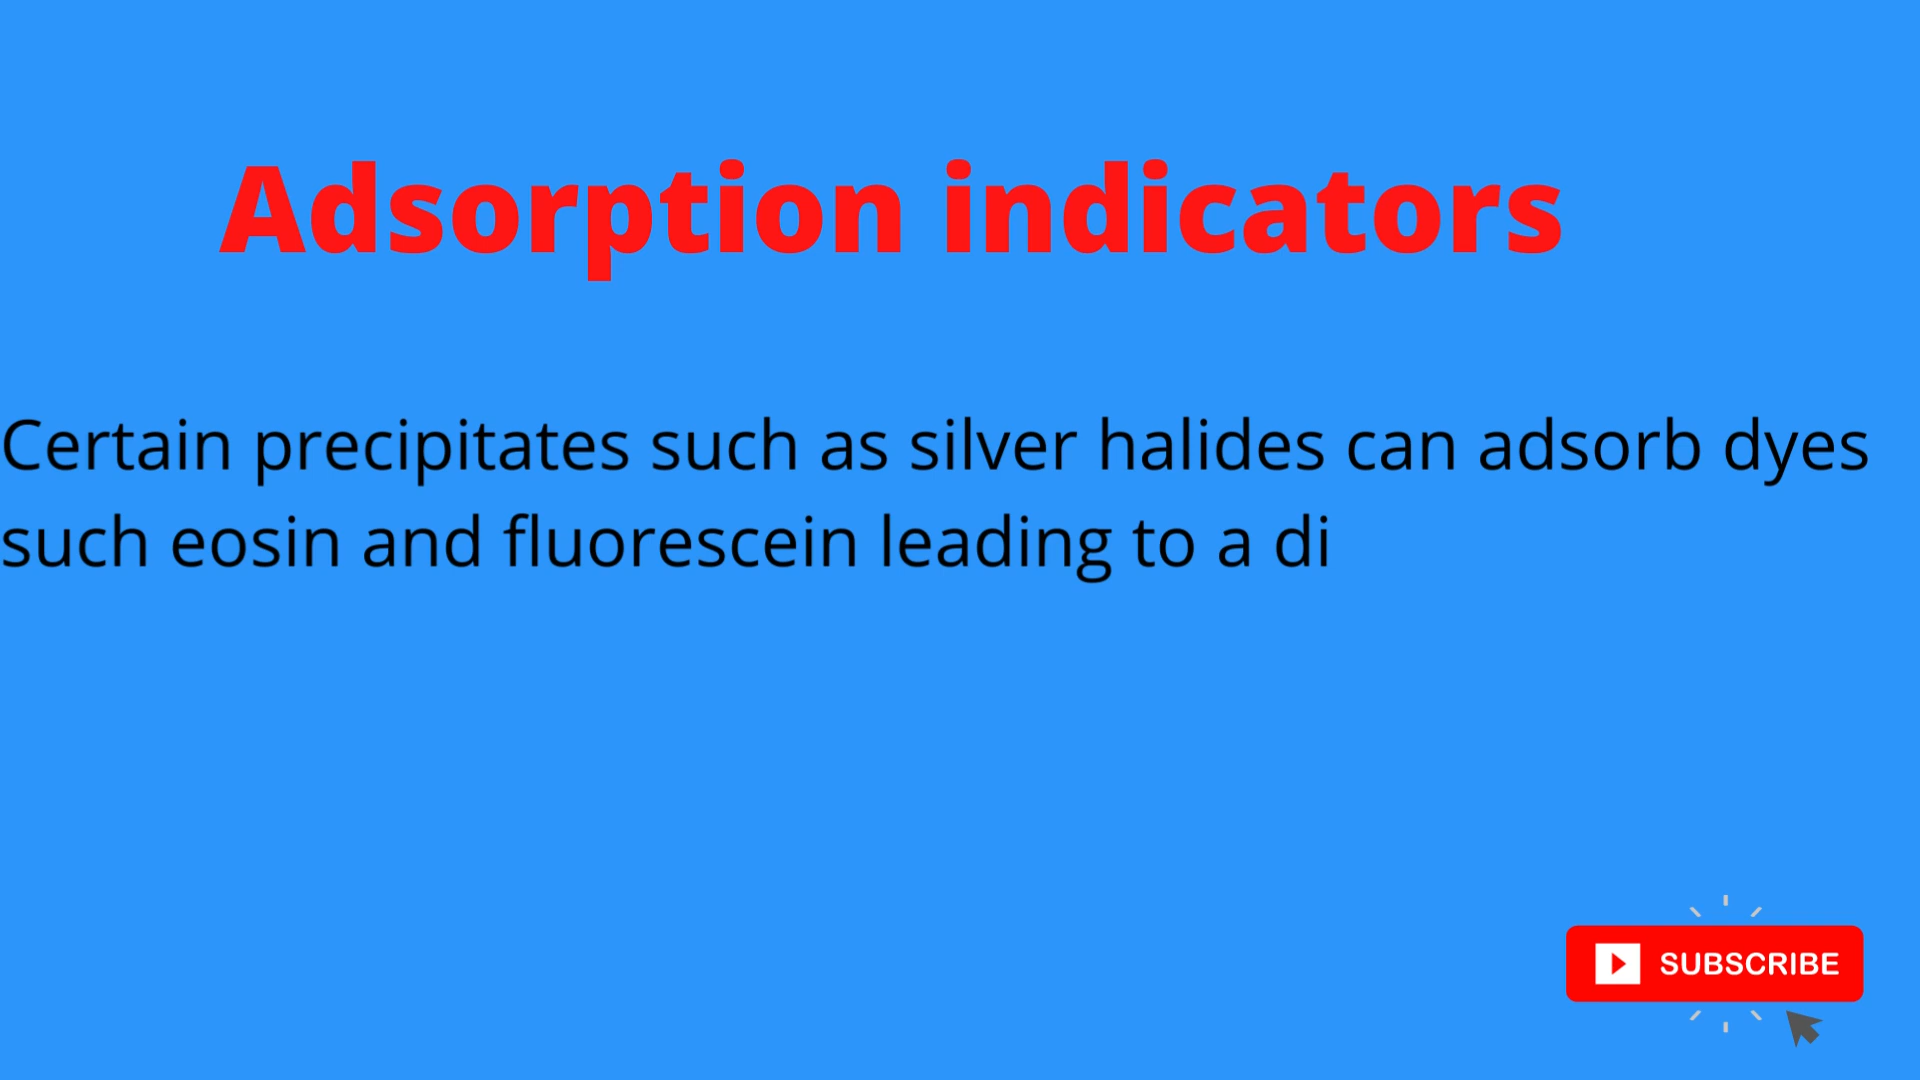 Adsorption indicators
Certain precipitates such as silver halides can adsorb dyes
such eosin and fluorescein leading to a di
SUBSCRIBE